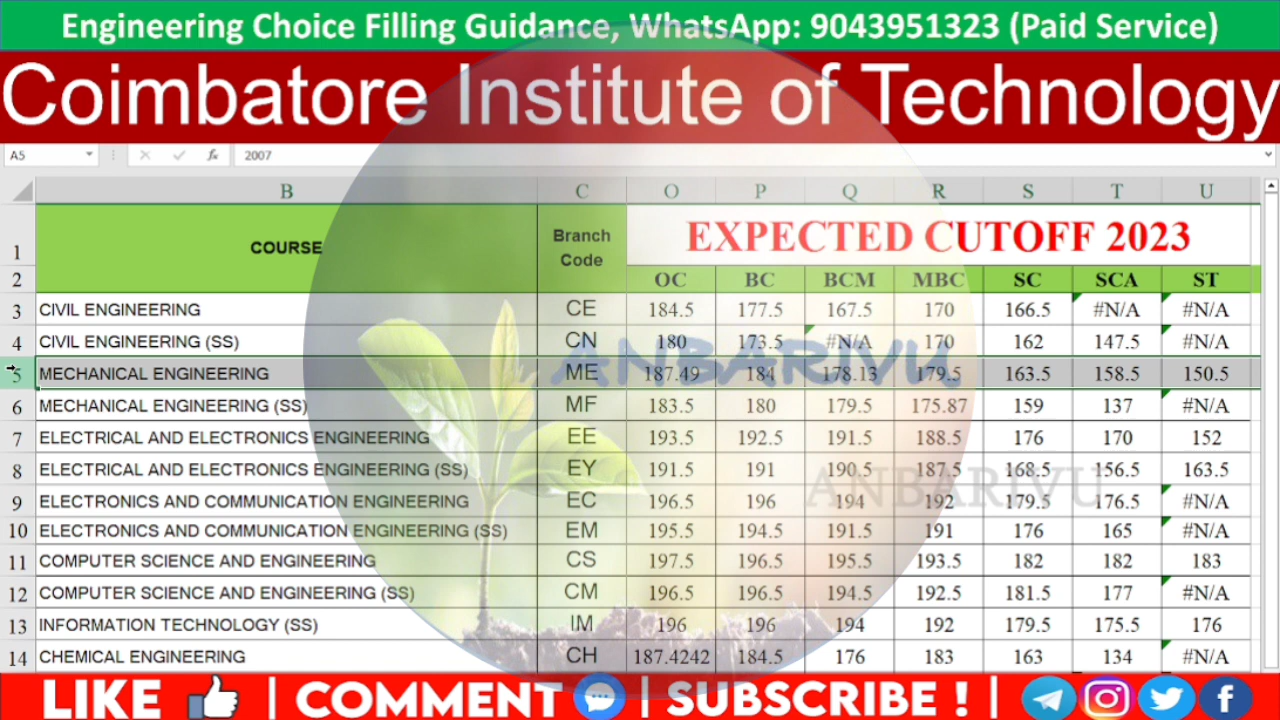 Engineering Choice Filling Guidance, WhatsApp: 9043951323 (Paid Service)
Coimbatore Institute of Technology
A5 fx 2007
B C O P Q R S T U
1 COURSE Branch Code EXPECTED CUTOFF 2023
2 OC BC BCM MBC SC SCA ST
3 CIVIL ENGINEERING CE 184.5 177.5 167.5 170 166.5 #N/A #N/A
4 CIVIL ENGINEERING (SS) CN 180 173.5 #N/A 170 162 147.5 #N/A
5 MECHANICAL ENGINEERING ME 187.49 184 178.13 179.5 163.5 158.5 150.5
ANBARIVU
6 MECHANICAL ENGINEERING (SS) MF 183.5 180 179.5 175.87 159 137 #N/A
7 ELECTRICAL AND ELECTRONICS ENGINEERING EE 193.5 192.5 191.5 188.5 176 170 152
8 ELECTRICAL AND ELECTRONICS ENGINEERING (SS) EY 191.5 191 190.5 187.5 168.5 156.5 163.5
ANBARIVU
9 ELECTRONICS AND COMMUNICATION ENGINEERING EC 196.5 196 194 192 179.5 176.5 #N/A
10 ELECTRONICS AND COMMUNICATION ENGINEERING (SS) EM 195.5 194.5 191.5 191 176 165 #N/A
11 COMPUTER SCIENCE AND ENGINEERING CS 197.5 196.5 195.5 193.5 182 182 183
12 COMPUTER SCIENCE AND ENGINEERING (SS) CM 196.5 196.5 194.5 192.5 181.5 177 #N/A
13 INFORMATION TECHNOLOGY (SS) IM 196 196 194 192 179.5 175.5 176
14 CHEMICAL ENGINEERING CH 187.4242 184.5 176 183 163 134 #N/A
LIKE | COMMENT | SUBSCRIBE ! |